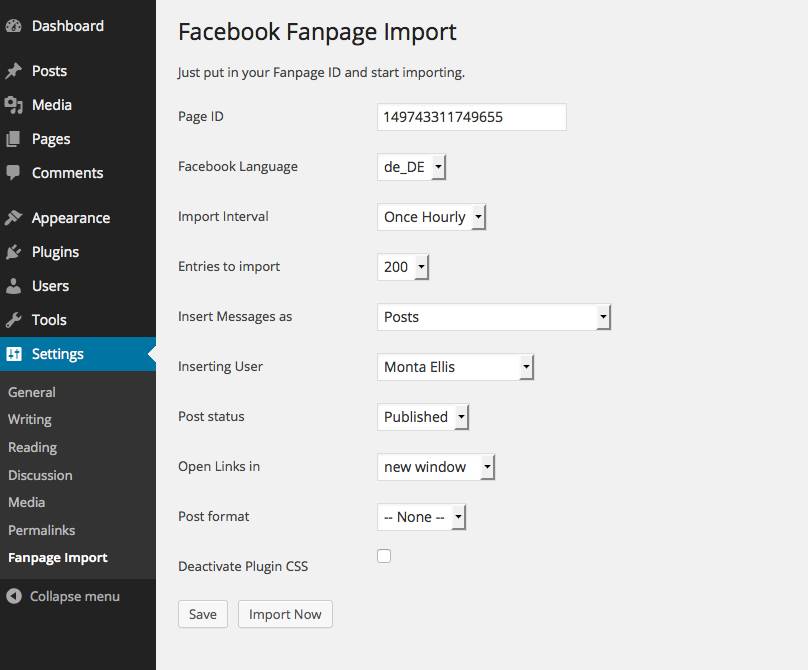 Dashboard
Posts
Media
Pages
Comments
Appearance
Plugins
Users
Tools
Settings
General
Writing
Reading
Discussion
Media
Permalinks
Fanpage Import
Collapse menu
Facebook Fanpage Import
Just put in your Fanpage ID and start importing.
Page ID 149743311749655
Facebook Language de_DE
Import Interval Once Hourly
Entries to import 200
Insert Messages as Posts
Inserting User Monta Ellis
Post status Published
Open Links in new window
Post format -- None --
Deactivate Plugin CSS
Save Import Now